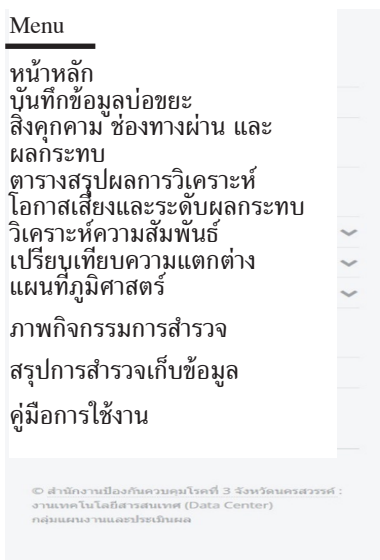 Menu
หน้าหลัก
บันทึกข้อมูลบ่อขยะ
สิ่งคุกคาม ช่องทางผ่าน และ
ผลกระทบ
ตารางสรุปผลการวิเคราะห์
โอกาสเสี่ยงและระดับผลกระทบ
วิเคราะห์ความสัมพันธ์
เปรียบเทียบความแตกต่าง
แผนที่ภูมิศาสตร์
ภาพกิจกรรมการสำรวจ
สรุปการสำรวจเก็บข้อมูล
คู่มือการใช้งาน
© สำนักงานป้องกันควบคุมโรคที่ 3 จังหวัดนครสวรรค์ :
งานเทคโนโลยีสารสนเทศ (Data Center)
กลุ่มแผนงานและประเมินผล